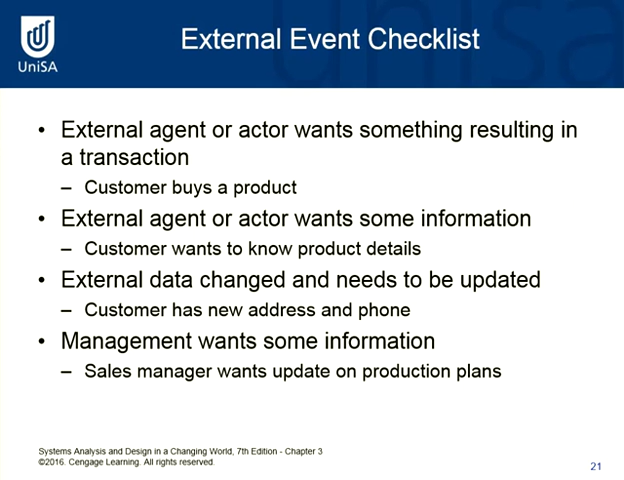 UniSA
External Event Checklist
• External agent or actor wants something resulting in
a transaction
– Customer buys a product
• External agent or actor wants some information
– Customer wants to know product details
• External data changed and needs to be updated
– Customer has new address and phone
• Management wants some information
– Sales manager wants update on production plans
Systems Analysis and Design in a Changing World, 7th Edition - Chapter 3
©2016. Cengage Learning. All rights reserved.
21